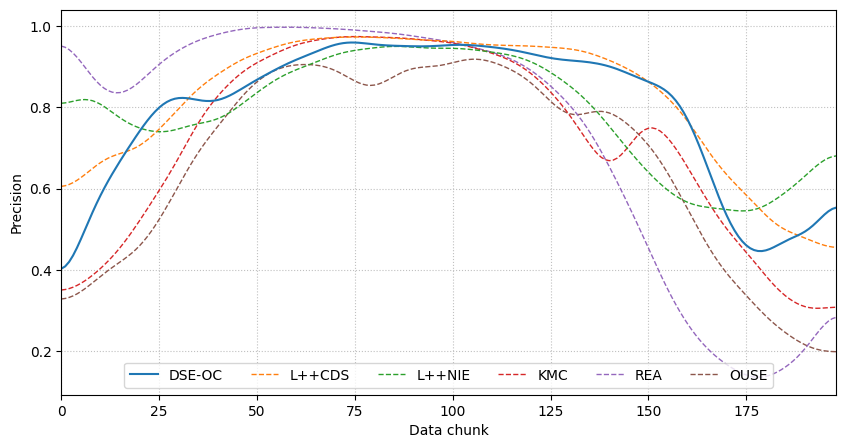 1.0
0.8
0.6
0.4
0.2
Precision
0 25 50 75 100 125 150 175
Data chunk
DSE-OC L++CDS L++NIE KMC REA OUSE